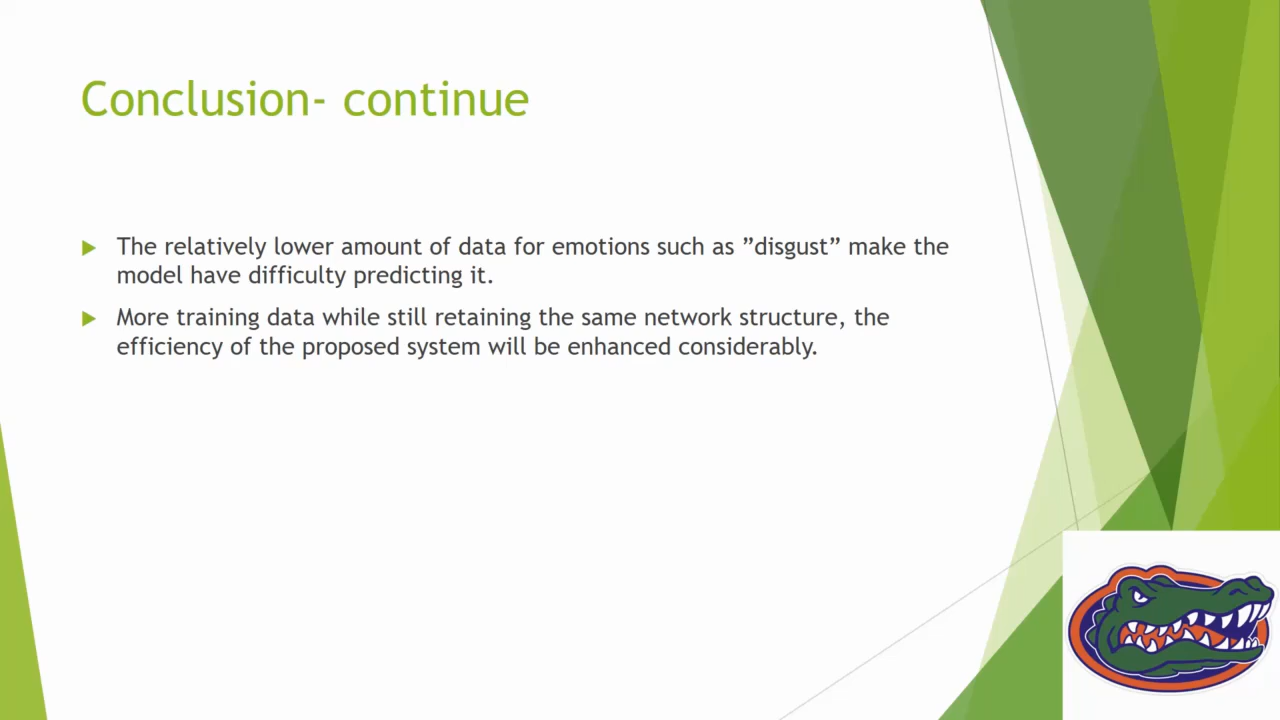 Conclusion- continue
The relatively lower amount of data for emotions such as ”disgust” make the
model have difficulty predicting it.
More training data while still retaining the same network structure, the
efficiency of the proposed system will be enhanced considerably.